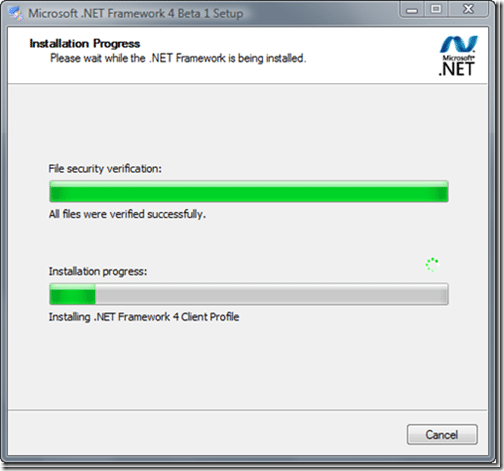 Microsoft .NET Framework 4 Beta 1 Setup
Installation Progress
Please wait while the .NET Framework is being installed.
Microsoft®
.NET
File security verification:
All files were verified successfully.
Installation progress:
Installing .NET Framework 4 Client Profile
Cancel